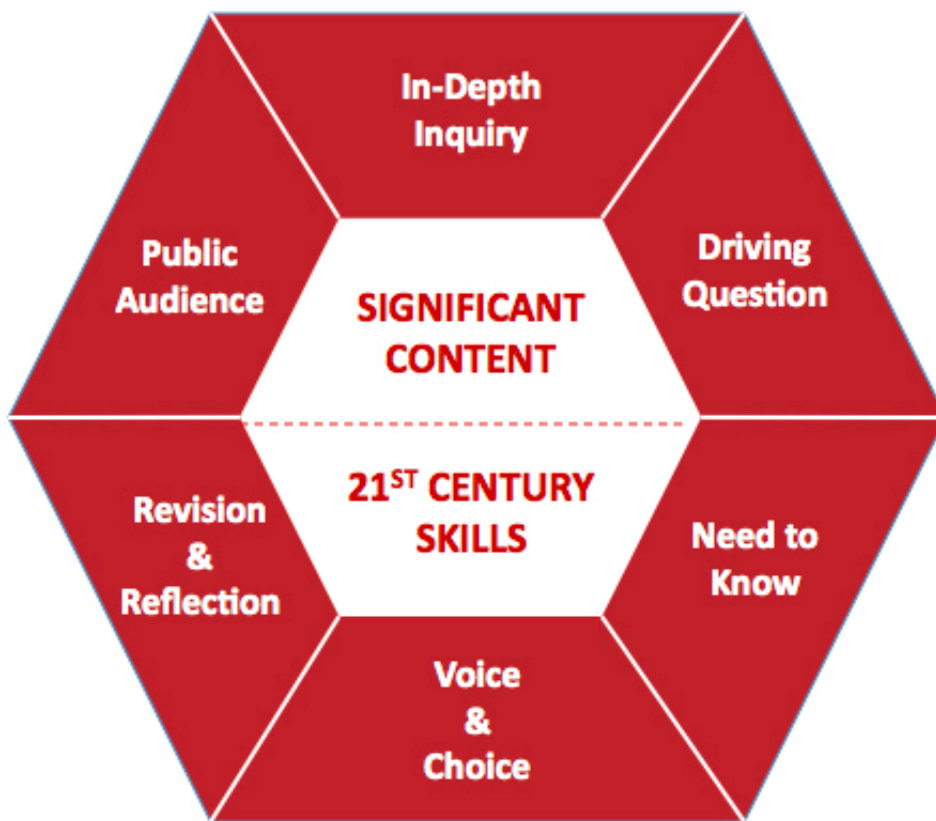 In-Depth
Inquiry
Driving
Question
Need to
Know
Voice
&
Choice
Revision
&
Reflection
Public
Audience
SIGNIFICANT
CONTENT
21ST CENTURY
SKILLS